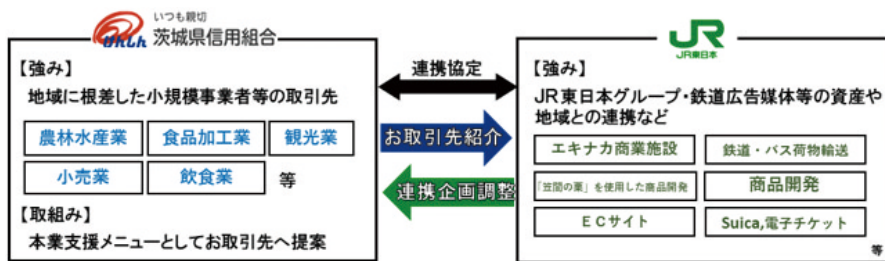 いつも親切
けんしん 茨城県信用組合
【強み】
地域に根差した小規模事業者等の取引先
農林水産業 食品加工業 観光業
小売業 飲食業 等
【取組み】
本業支援メニューとしてお取引先へ提案
連携協定
お取引先紹介
連携企画調整
JR
JR東日本
【強み】
JR東日本グループ・鉄道広告媒体等の資産や
地域との連携など
エキナカ商業施設 鉄道・バス荷物輸送
「笠間の栗」を使用した商品開発 商品開発
ECサイト Suica,電子チケット
等